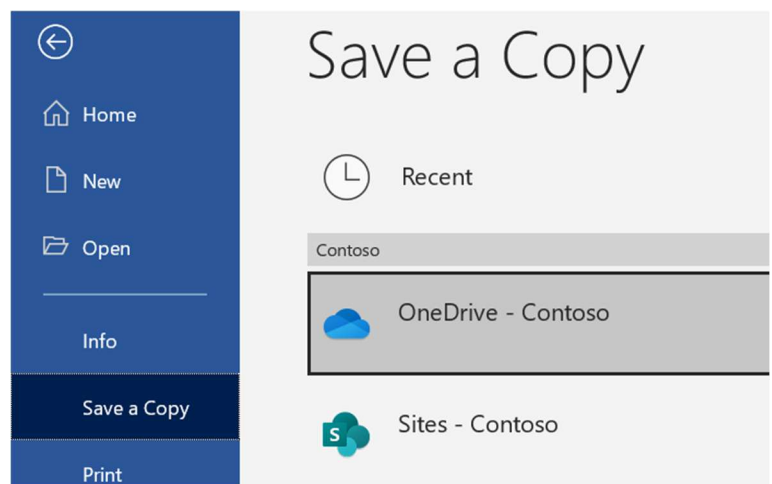 Save a Copy
Home
New
Open
Info
Save a Copy
Print
Recent
Contoso
OneDrive - Contoso
S
Sites - Contoso